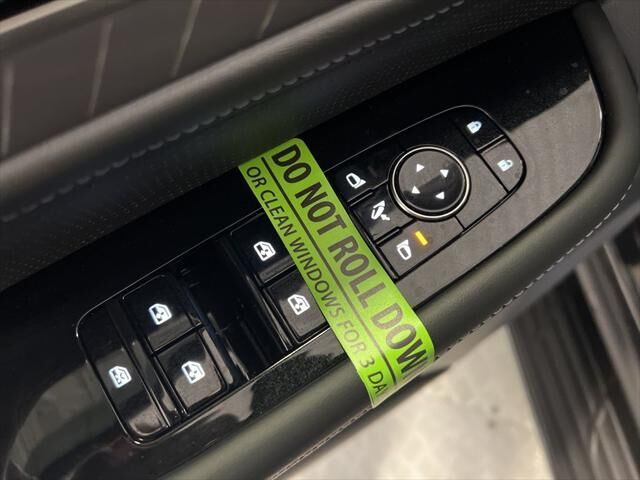 DO NOT ROLL DOWN
OR CLEAN WINDOWS FOR 3 DA